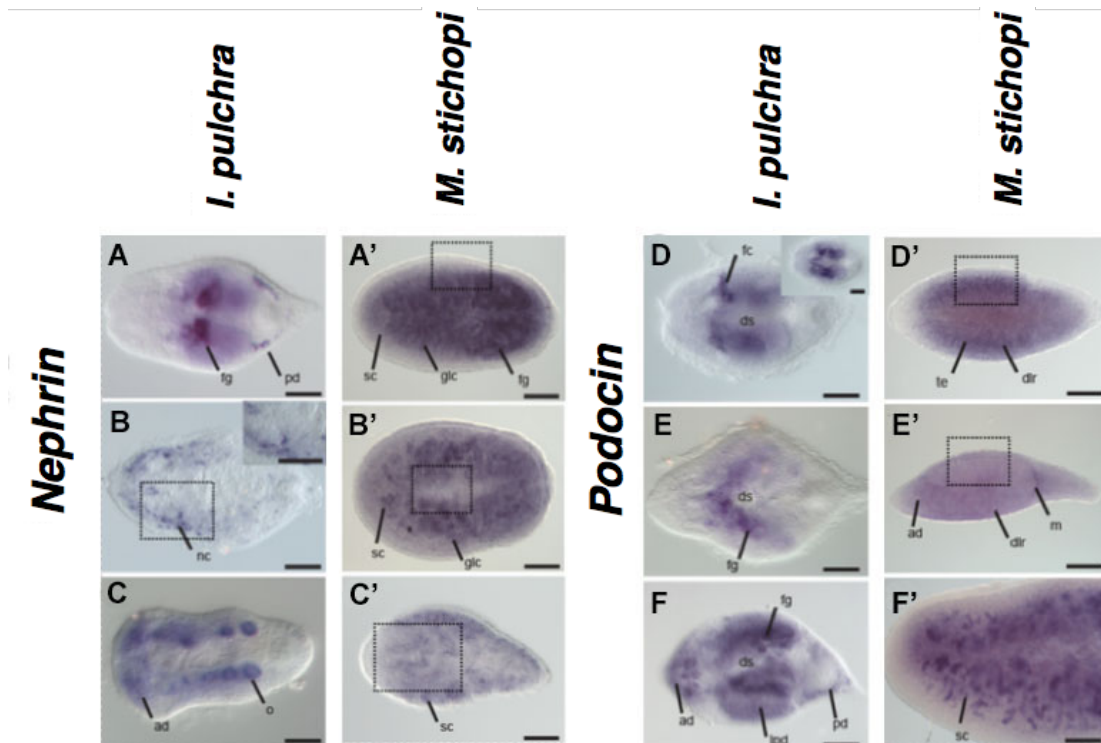 I. pulchra
M. stichopi
I. pulchra
M. stichopi
Nephrin
Podocin
A
fg
pd
A'
sc
glc
fg
D
fc
ds
D'
te
dlr
B
nc
B'
sc
glc
E
ds
fg
E'
ad
dlr
m
C
ad
o
C'
sc
F
fg
ds
ad
pd
F'
sc